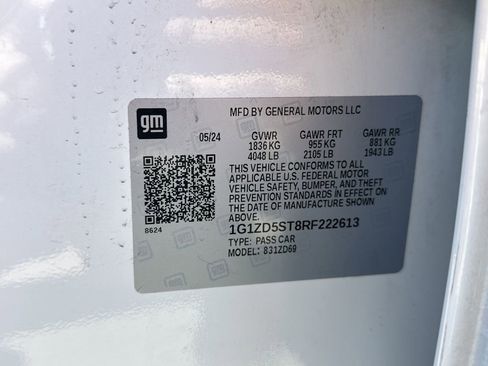 gm
MFD BY GENERAL MOTORS LLC
05/24 GVWR GAWR FRT GAWR RR
1836 KG 955 KG 881 KG
4048 LB 2105 LB 1943 LB
THIS VEHICLE CONFORMS TO ALL
APPLICABLE U.S. FEDERAL MOTOR
VEHICLE SAFETY, BUMPER, AND THEFT
PREVENTION STANDARDS IN EFFECT ON
THE DATE OF MANUFACTURE SHOWN
ABOVE.
8624
1G1ZD5ST8RF222613
TYPE: PASS CAR
MODEL: 831ZD69